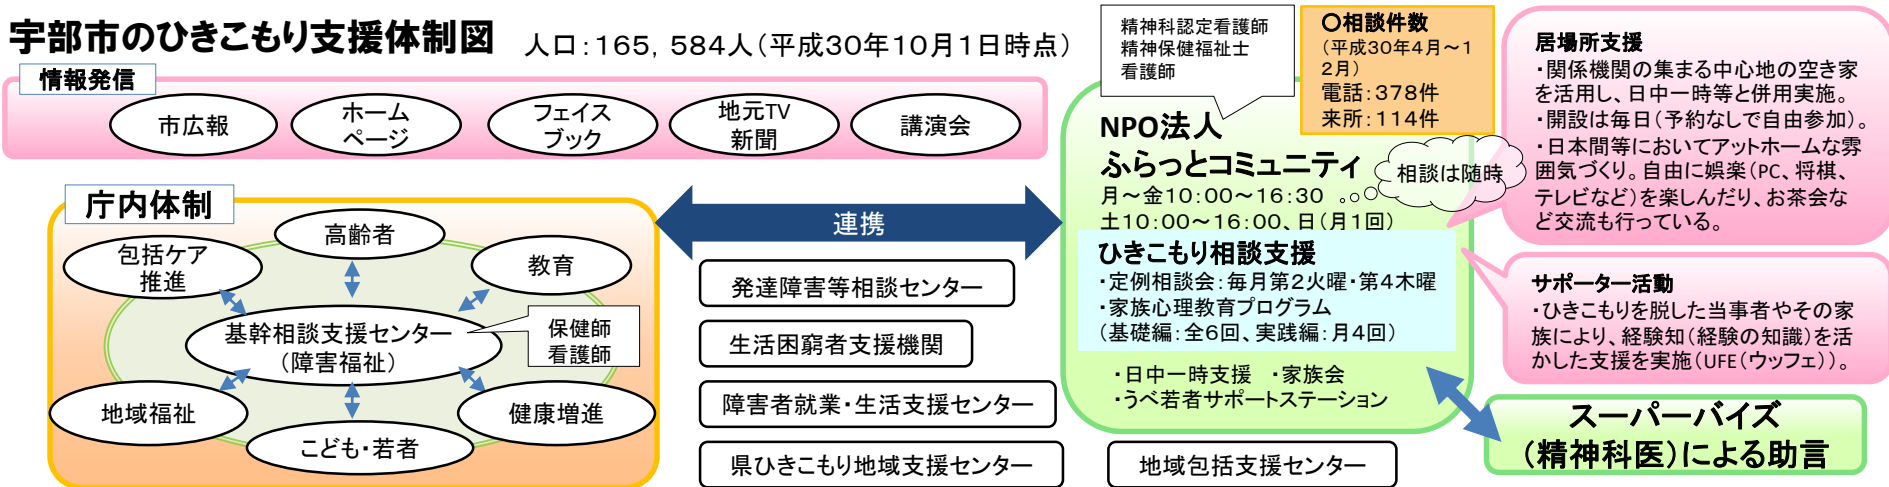 宇部市のひきこもり支援体制図
人口：165，584人（平成30年10月1日時点）
情報発信
市広報
ホーム
ページ
フェイス
ブック
地元TV
新聞
講演会
庁内体制
高齢者
包括ケア
推進
教育
基幹相談支援センター
（障害福祉）
保健師
看護師
地域福祉
健康増進
こども・若者
連携
発達障害等相談センター
生活困窮者支援機関
障害者就業・生活支援センター
県ひきこもり地域支援センター
地域包括支援センター
精神科認定看護師
精神保健福祉士
看護師
〇相談件数
（平成30年4月～1
2月）
電話：378件
来所：114件
NPO法人
ふらっとコミュニティ
月～金10：00～16：30
土10：00～16：00、日（月1回）
相談は随時
ひきこもり相談支援
・定例相談会：毎月第2火曜・第4木曜
・家族心理教育プログラム
（基礎編：全6回、実践編：月4回）
・日中一時支援　・家族会
・うべ若者サポートステーション
居場所支援
・関係機関の集まる中心地の空き家
を活用し、日中一時等と併用実施。
・開設は毎日（予約なしで自由参加）。
・日本間等においてアットホームな雰
囲気づくり。自由に娯楽（PC、将棋、
テレビなど）を楽しんだり、お茶会な
ど交流も行っている。
サポーター活動
・ひきこもりを脱した当事者やその家
族により、経験知（経験の知識）を活
かした支援を実施（UFE（ウッフェ））。
スーパーバイズ
（精神科医）による助言